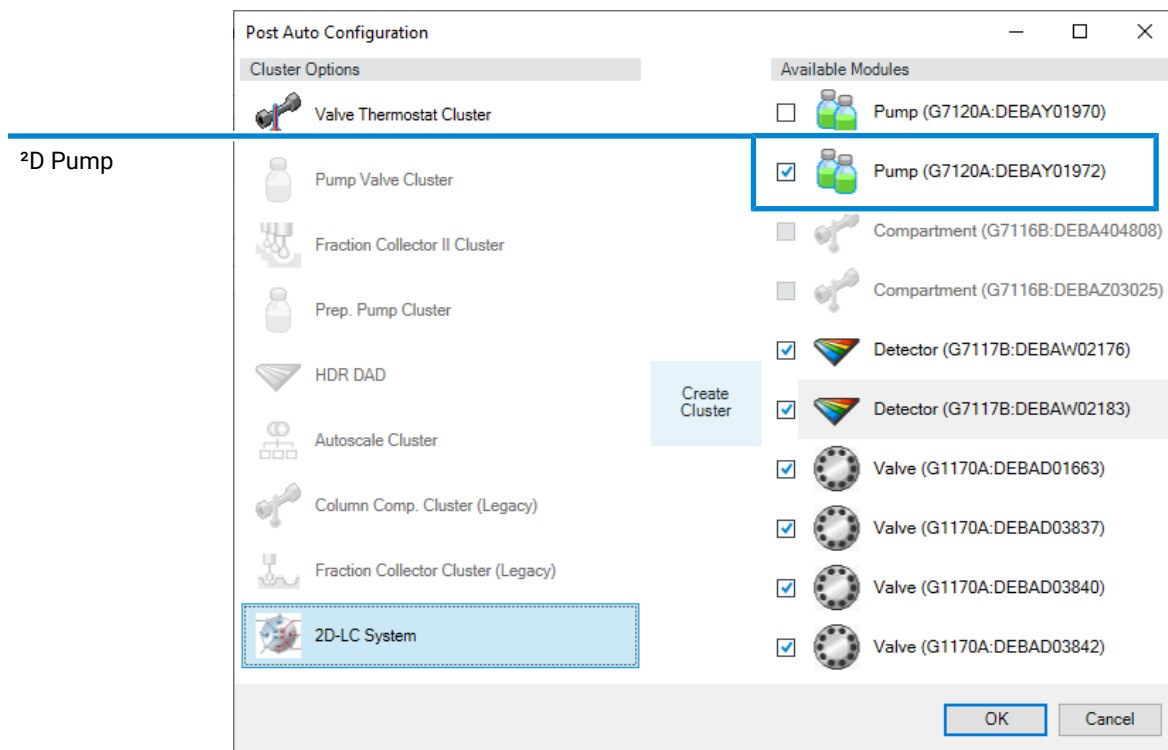 Post Auto Configuration
Cluster Options
Available Modules
Valve Thermostat Cluster
Pump (G7120A:DEBAY01970)
²D Pump
Pump Valve Cluster
Pump (G7120A:DEBAY01972)
Fraction Collector II Cluster
Compartment (G7116B:DEBA404808)
Prep. Pump Cluster
Compartment (G7116B:DEBAZ03025)
HDR DAD
Detector (G7117B:DEBAW02176)
Create
Cluster
Detector (G7117B:DEBAW02183)
Autoscale Cluster
Valve (G1170A:DEBAD01663)
Column Comp. Cluster (Legacy)
Valve (G1170A:DEBAD03837)
Fraction Collector Cluster (Legacy)
Valve (G1170A:DEBAD03840)
2D-LC System
Valve (G1170A:DEBAD03842)
OK
Cancel